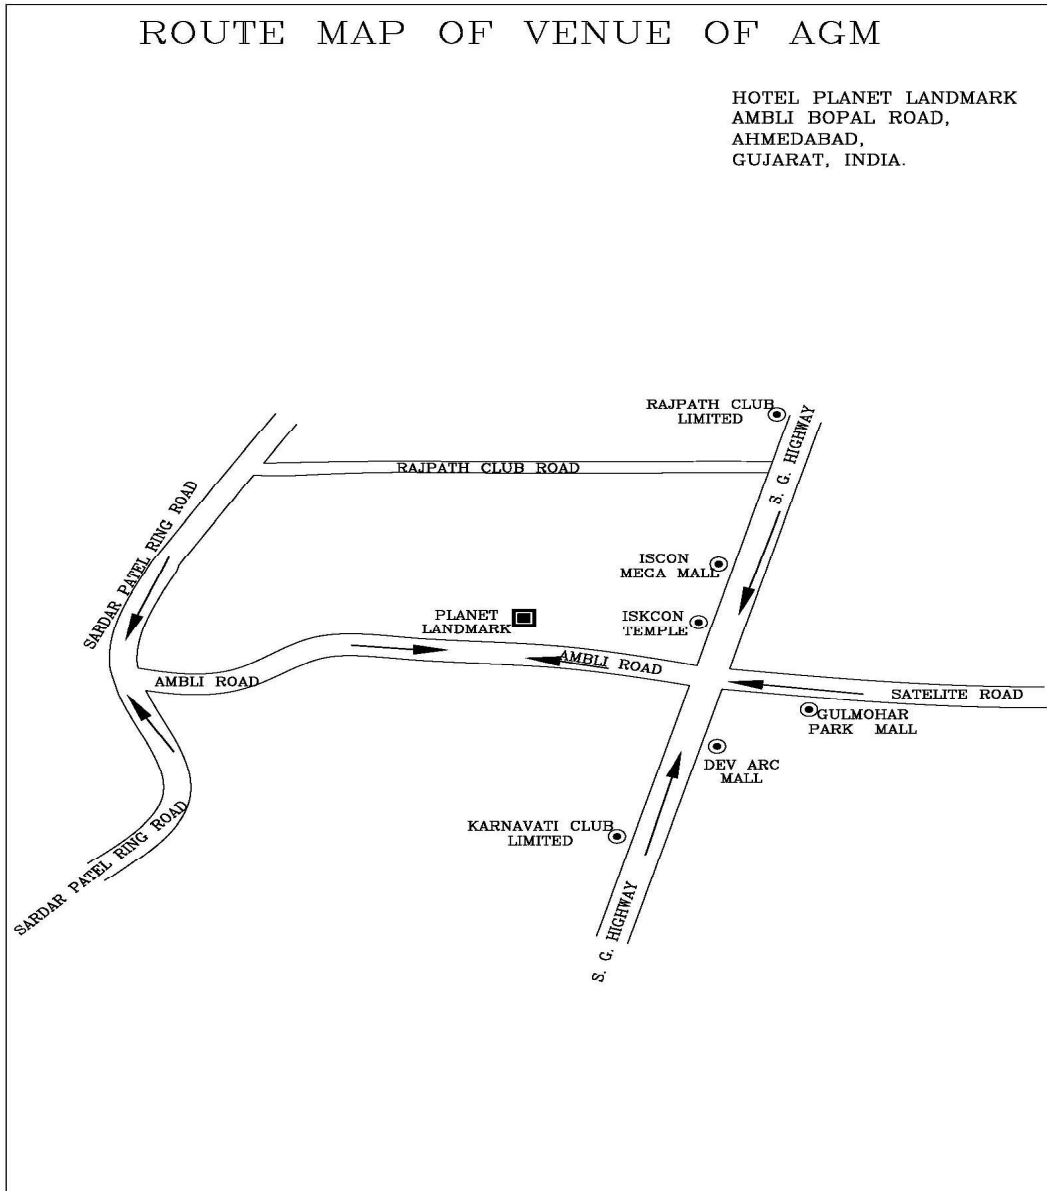 ROUTE MAP OF VENUE OF AGM
HOTEL PLANET LANDMARK
AMBLI BOPAL ROAD,
AHMEDABAD,
GUJARAT, INDIA.
RAJPATH CLUB
LIMITED
S. G. HIGHWAY
RAJPATH CLUB ROAD
SARDAR PATEL RING ROAD
ISCON
MEGA MALL
PLANET
LANDMARK
ISKCON
TEMPLE
AMBLI ROAD
AMBLI ROAD
SATELITE ROAD
GULMOHAR
PARK MALL
DEV ARC
MALL
KARNAVATI CLUB
LIMITED
SARDAR PATEL RING ROAD
S. G. HIGHWAY